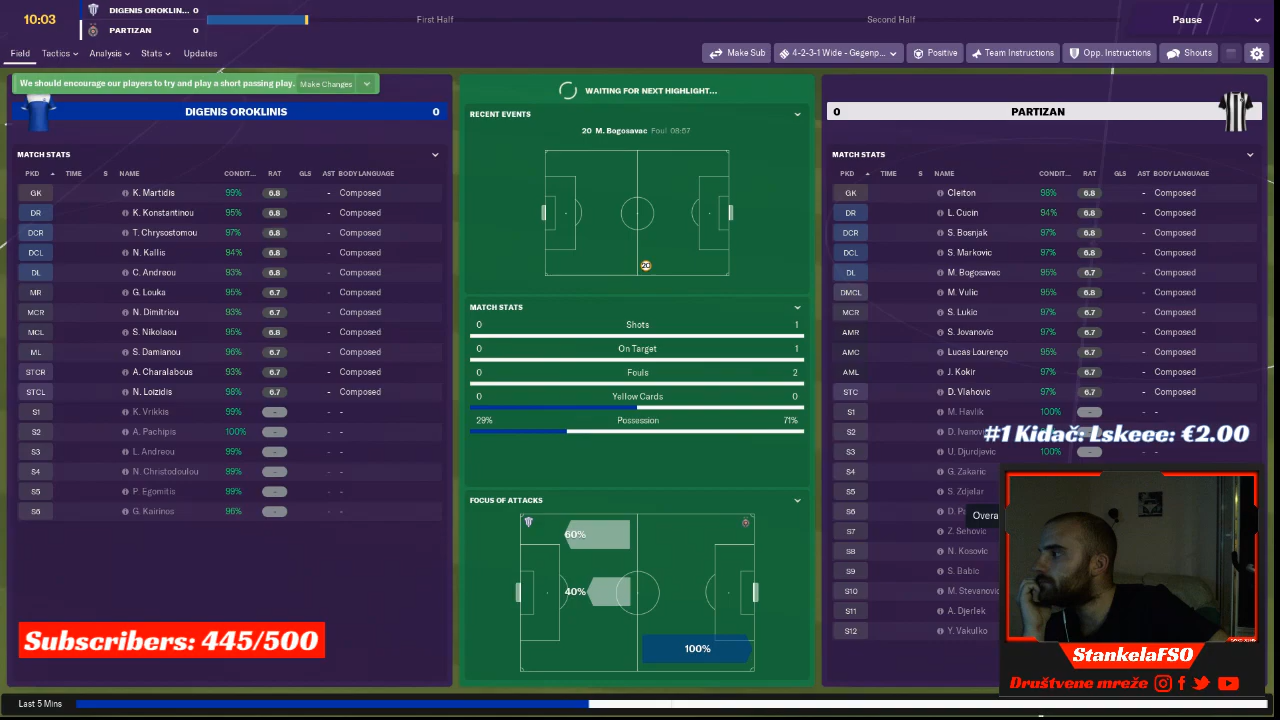 10:03
DIGENIS OROKLIN... 0
PARTIZAN 0
First Half
Second Half
Pause
Field Tactics Analysis Stats Updates
Make Sub 4-2-3-1 Wide - Gegenp... Positive Team Instructions Opp. Instructions Shouts
We should encourage our players to try and play a short passing play. Make Changes
DIGENIS OROKLINIS 0
MATCH STATS
PKD TIME S NAME CONDIT... RAT GLS AST BODY LANGUAGE
GK K. Martidis 99% 6.8 - Composed
DR K. Konstantinou 95% 6.8 - Composed
DCR T. Chrysostomou 97% 6.8 - Composed
DCL N. Kallis 94% 6.8 - Composed
DL C. Andreou 93% 6.8 - Composed
MR G. Louka 95% 6.7 - Composed
MCR N. Dimitriou 93% 6.7 - Composed
MCL S. Nikolaou 95% 6.8 - Composed
ML S. Damianou 96% 6.7 - Composed
STCR A. Charalabous 93% 6.7 - Composed
STCL N. Loizidis 98% 6.7 - Composed
S1 K. Vrikkis 99% - - -
S2 A. Pachipis 100% - - -
S3 L. Andreou 99% - - -
S4 N. Christodoulou 99% - - -
S5 P. Egomitis 99% - - -
S6 G. Kairinos 96% - - -
Subscribers: 445/500
WAITING FOR NEXT HIGHLIGHT...
RECENT EVENTS
20 M. Bogosavac Foul 08:57
20
MATCH STATS
0 Shots 1
0 On Target 1
0 Fouls 2
0 Yellow Cards 0
29% Possession 71%
FOCUS OF ATTACKS
60%
40%
100%
0 PARTIZAN
MATCH STATS
PKD TIME S NAME CONDIT... RAT GLS AST BODY LANGUAGE
GK Cleiton 98% 6.8 - Composed
DR L. Cucin 94% 6.8 - Composed
DCR S. Bosnjak 97% 6.8 - Composed
DCL S. Markovic 97% 6.8 - Composed
DL M. Bogosavac 95% 6.7 - Composed
DMCL M. Vulic 95% 6.8 - Composed
MCR S. Lukic 97% 6.7 - Composed
AMR S. Jovanovic 97% 6.7 - Composed
AMC Lucas Lourenço 95% 6.7 - Composed
AML J. Kokir 97% 6.7 - Composed
STC D. Vlahovic 97% 6.7 - Composed
S1 M. Havlik 100% - - -
S2 D. Ivano
#1 Kidač: Lskeee: €2.00
S3 U. Djurdjevic 100% - - -
S4 G. Zakaric
S5 S. Zdjelar
S6 D. P
Overa
S7 Z. Sehovic
S8 N. Kosovic
S9 S. Babic
S10 M. Stevanovic
S11 A. Djerlek
S12 Y. Vakulko
StankelaFSO
Društvene mreže
Last 5 Mins